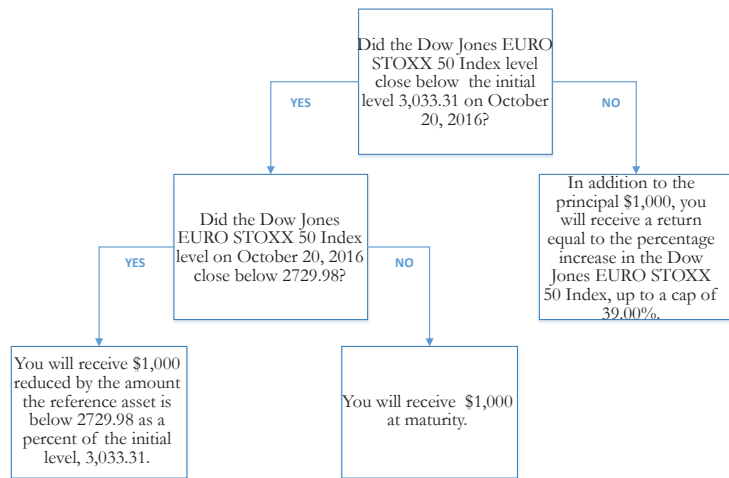 Did the Dow Jones EURO
STOXX 50 Index level
close below the initial
level 3,033.31 on October
20, 2016?
YES
NO
Did the Dow Jones
EURO STOXX 50 Index
level on October 20, 2016
close below 2729.98?
In addition to the
principal $1,000, you
will receive a return
equal to the percentage
increase in the Dow
Jones EURO STOXX
50 Index, up to a cap of
39.00%.
YES
NO
You will receive $1,000
reduced by the amount
the reference asset is
below 2729.98 as a
percent of the initial
level, 3,033.31.
You will receive $1,000
at maturity.